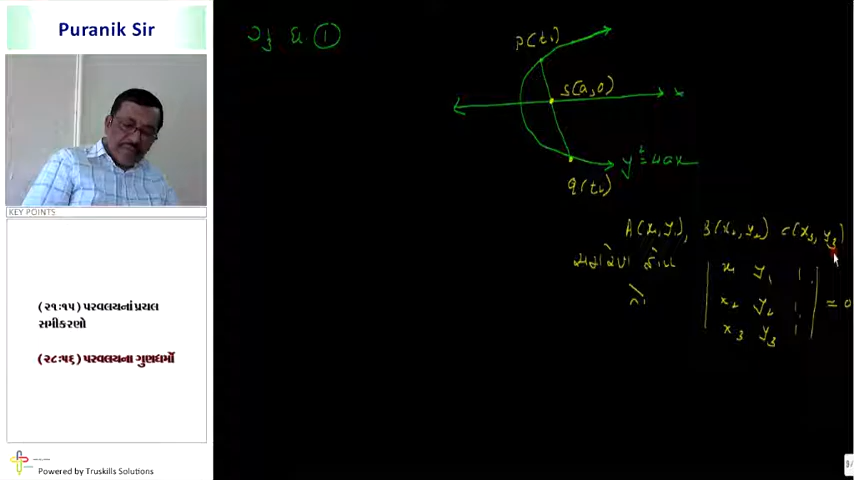 Puranik Sir
ગુ ધ. ①
P(t₁)
S(a,0)
x
y² = 4ax
Q(t₂)
A(x₁,y₁), B(x₂,y₂) C(x₃,y₃)
સમરેખ હોય
તો
x₁ y₁ 1
x₂ y₂ 1 = 0
x₃ y₃ 1
KEY POINTS
(૨૧:૧૫) પરવલયનાં પ્રચલ
સમીકરણો
(૨૮:૫૬) પરવલયના ગુણધર્મો
Powered by Truskills Solutions